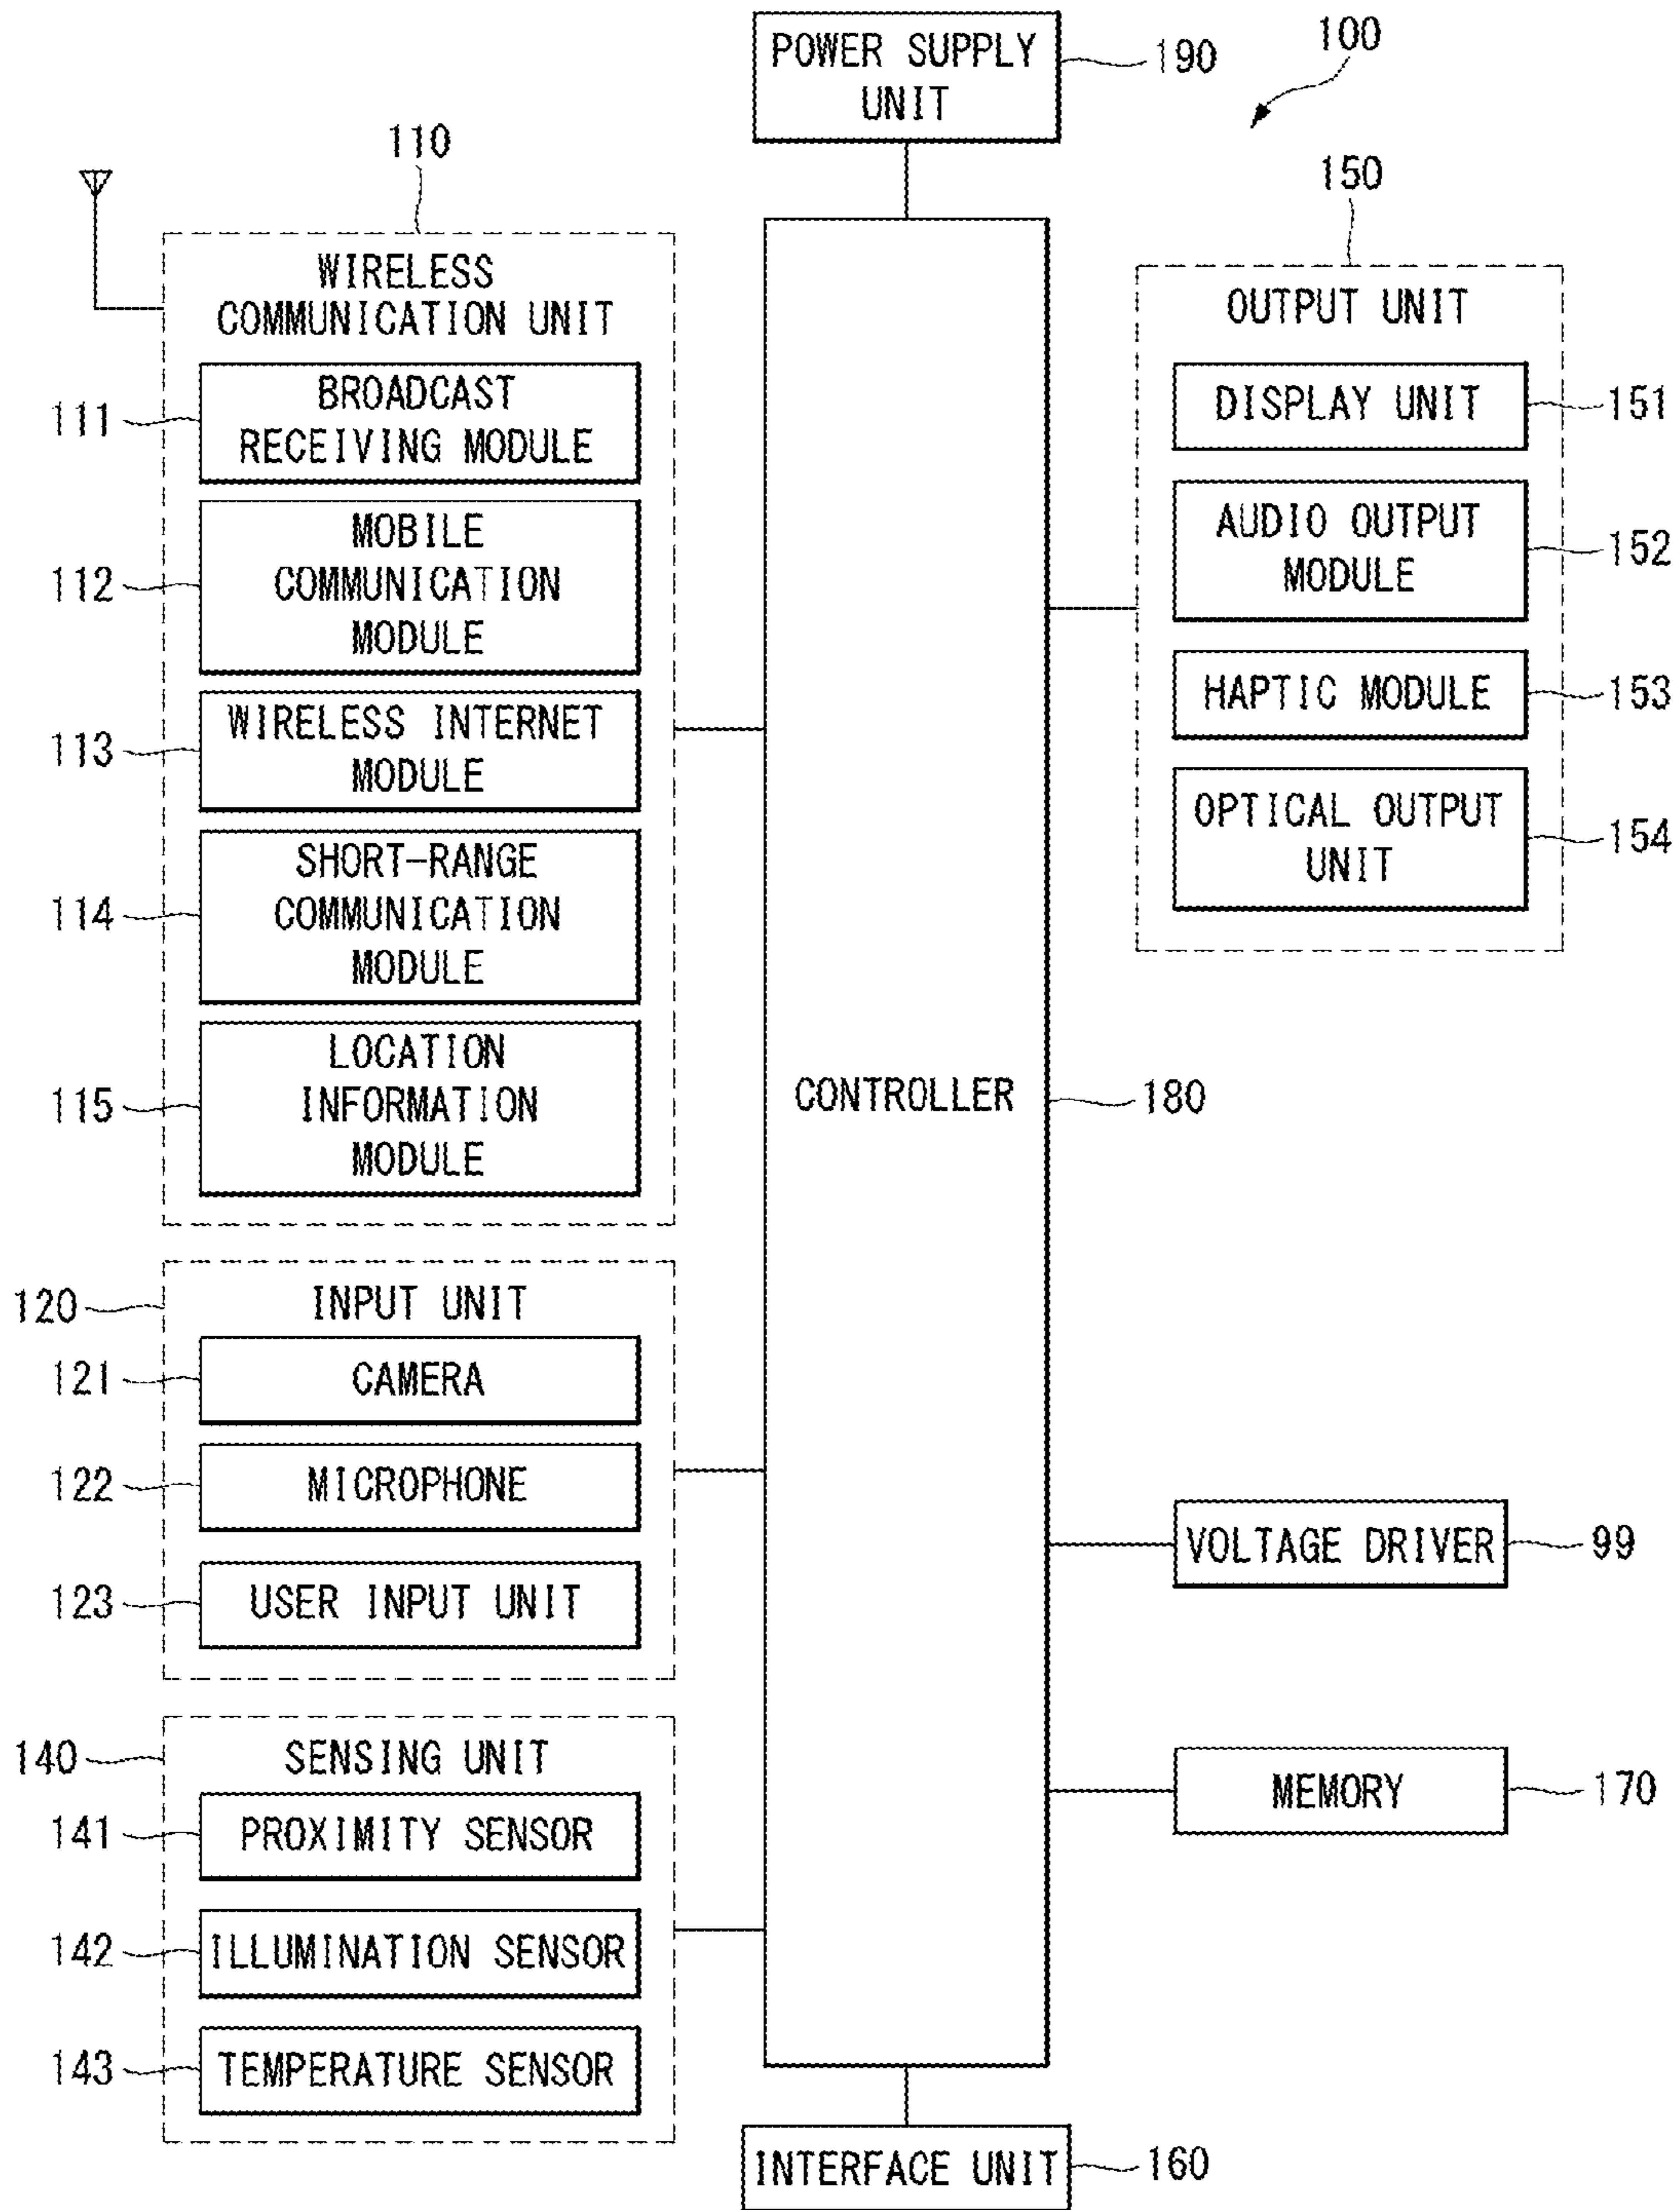 POWER SUPPLY
UNIT
190
100
110
WIRELESS
COMMUNICATION UNIT
111
BROADCAST
RECEIVING MODULE
112
MOBILE
COMMUNICATION
MODULE
113
WIRELESS INTERNET
MODULE
114
SHORT-RANGE
COMMUNICATION
MODULE
115
LOCATION
INFORMATION
MODULE
120
INPUT UNIT
121
CAMERA
122
MICROPHONE
123
USER INPUT UNIT
140
SENSING UNIT
141
PROXIMITY SENSOR
142
ILLUMINATION SENSOR
143
TEMPERATURE SENSOR
CONTROLLER
180
150
OUTPUT UNIT
DISPLAY UNIT
151
AUDIO OUTPUT
MODULE
152
HAPTIC MODULE
153
OPTICAL OUTPUT
UNIT
154
VOLTAGE DRIVER
99
MEMORY
170
INTERFACE UNIT
160